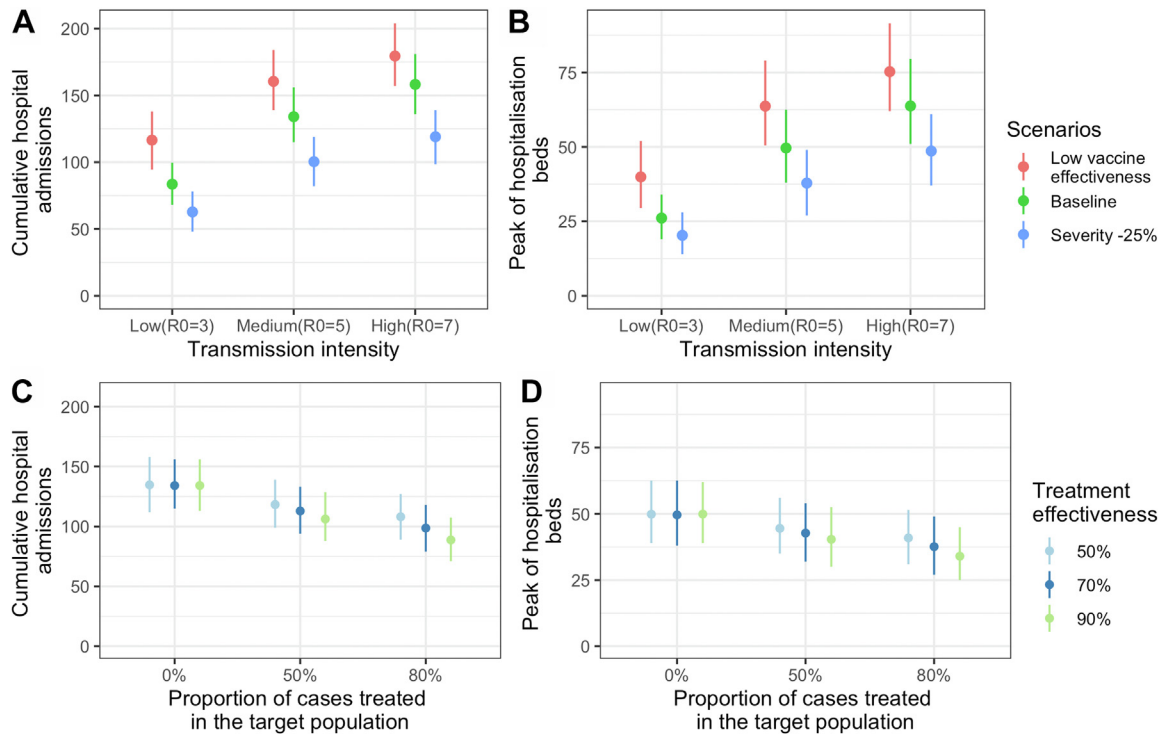 A
Cumulative hospital
admissions
200
150
100
50
0
Low(R0=3) Medium(R0=5) High(R0=7)
Transmission intensity
B
Peak of hospitalisation
beds
75
50
25
0
Low(R0=3) Medium(R0=5) High(R0=7)
Transmission intensity
Scenarios
Low vaccine
effectiveness
Baseline
Severity -25%
C
Cumulative hospital
admissions
200
150
100
50
0
0% 50% 80%
Proportion of cases treated
in the target population
D
Peak of hospitalisation
beds
75
50
25
0
0% 50% 80%
Proportion of cases treated
in the target population
Treatment
effectiveness
50%
70%
90%